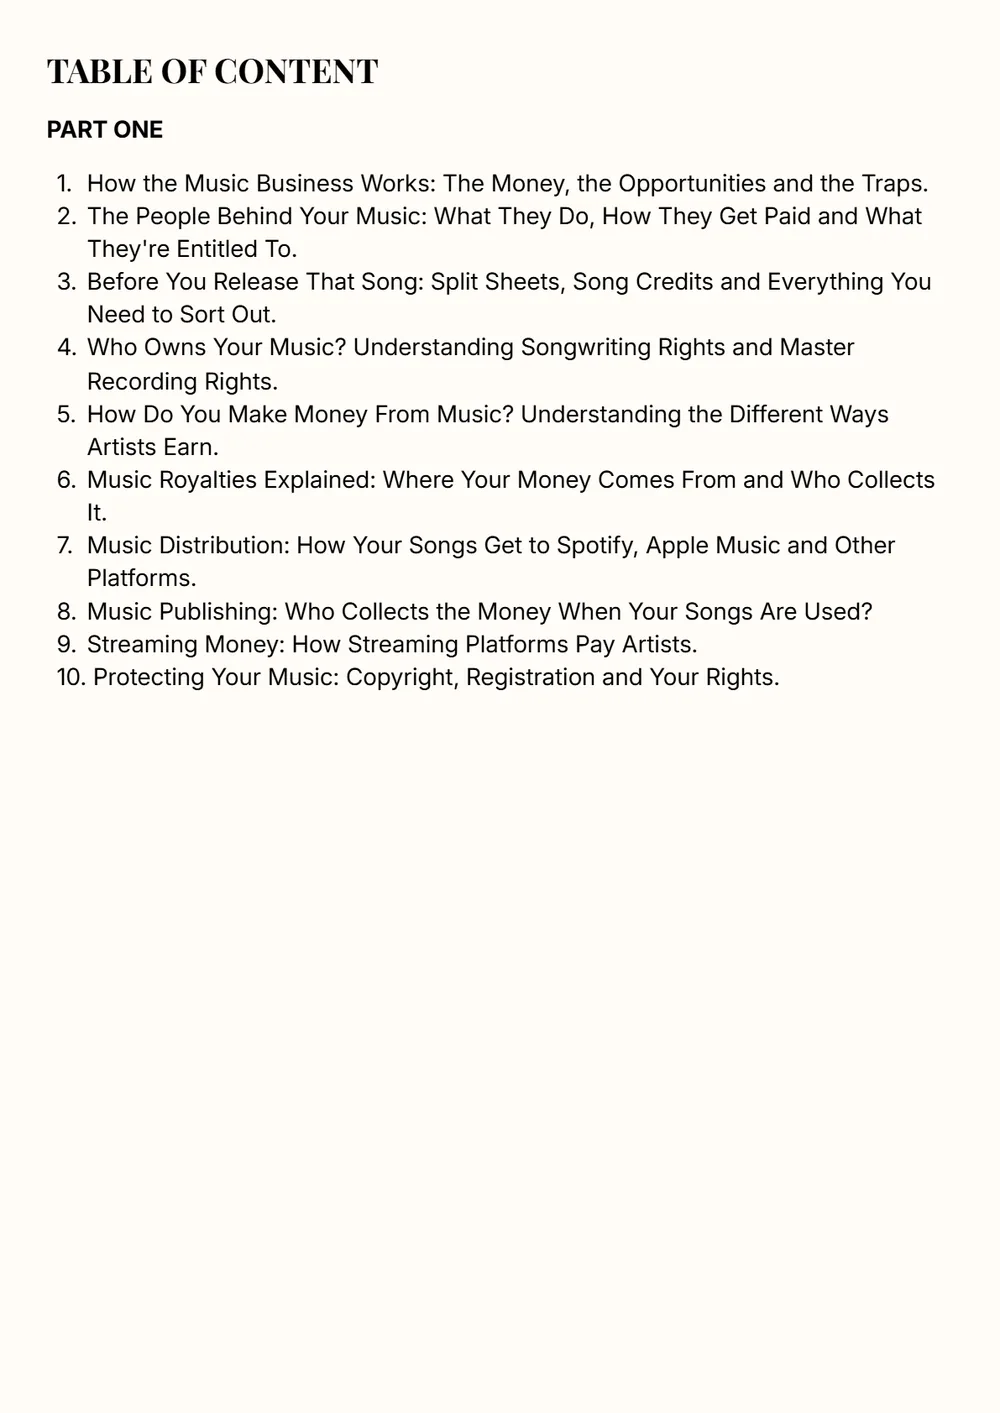 TABLE OF CONTENT
PART ONE
1. How the Music Business Works: The Money, the Opportunities and the Traps.
2. The People Behind Your Music: What They Do, How They Get Paid and What
They're Entitled To.
3. Before You Release That Song: Split Sheets, Song Credits and Everything You
Need to Sort Out.
4. Who Owns Your Music? Understanding Songwriting Rights and Master
Recording Rights.
5. How Do You Make Money From Music? Understanding the Different Ways
Artists Earn.
6. Music Royalties Explained: Where Your Money Comes From and Who Collects
It.
7. Music Distribution: How Your Songs Get to Spotify, Apple Music and Other
Platforms.
8. Music Publishing: Who Collects the Money When Your Songs Are Used?
9. Streaming Money: How Streaming Platforms Pay Artists.
10. Protecting Your Music: Copyright, Registration and Your Rights.